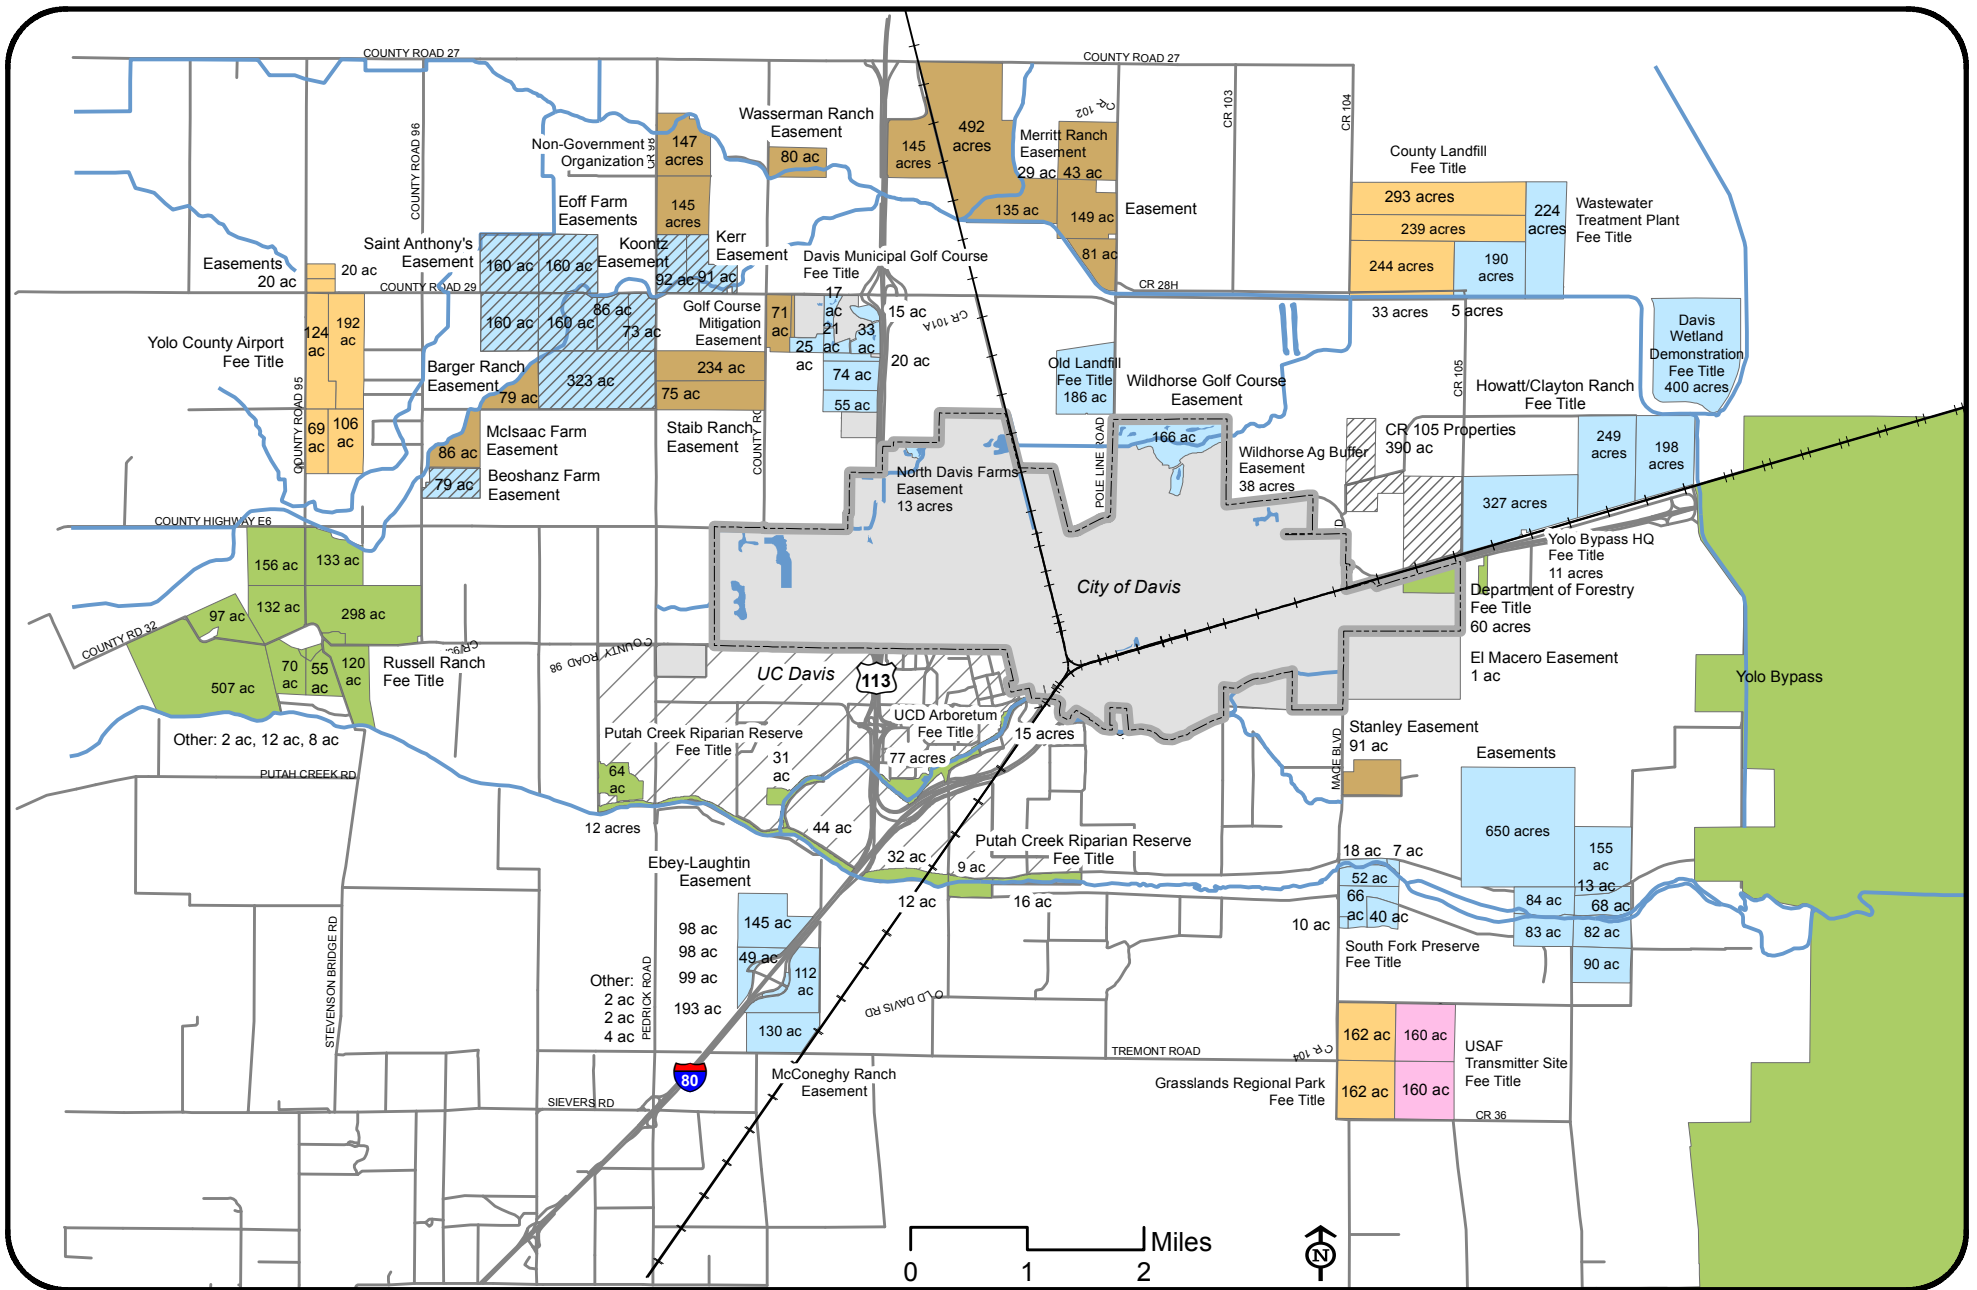 COUNTY ROAD 27
COUNTY ROAD 27
COUNTY ROAD 96
CR 102
CR 103
CR 104
Wasserman Ranch
Easement
80 ac
Non-Government
Organization
147
acres
145
acres
145
acres
492
acres
Merritt Ranch
Easement
29 ac
43 ac
135 ac
149 ac
81 ac
Easement
County Landfill
Fee Title
293 acres
239 acres
244 acres
224
acres
190
acres
Wastewater
Treatment Plant
Fee Title
33 acres
5 acres
Eoff Farm
Easements
Saint Anthony's
Easement
Koontz
Easement
Kerr
Easement
92 ac
91 ac
160 ac
160 ac
160 ac
160 ac
86 ac
73 ac
323 ac
Easements
20 ac
20 ac
COUNTY ROAD 29
Davis Municipal Golf Course
Fee Title
17
ac
15 ac
21
ac
33
ac
25
ac
20 ac
74 ac
55 ac
CR 101A
CR 28H
Golf Course
Mitigation
Easement
71
ac
234 ac
75 ac
Staib Ranch
Easement
124
ac
192
ac
69
ac
106
ac
Yolo County Airport
Fee Title
COUNTY ROAD 95
Barger Ranch
Easement
79 ac
McIsaac Farm
Easement
86 ac
Beoshanz Farm
Easement
79 ac
Old Landfill
Fee Title
186 ac
Wildhorse Golf Course
Easement
166 ac
POLE LINE ROAD
Wildhorse Ag Buffer
Easement
38 acres
CR 105
CR 105 Properties
390 ac
Howatt/Clayton Ranch
Fee Title
249
acres
198
acres
327 acres
Davis
Wetland
Demonstration
Fee Title
400 acres
North Davis Farms
Easement
13 acres
City of Davis
Yolo Bypass HQ
Fee Title
11 acres
Department of Forestry
Fee Title
60 acres
El Macero Easement
1 ac
Yolo Bypass
COUNTY HIGHWAY E6
156 ac
133 ac
132 ac
298 ac
97 ac
507 ac
70
ac
55
ac
120
ac
COUNTY RD 32
Russell Ranch
Fee Title
Other: 2 ac, 12 ac, 8 ac
PUTAH CREEK RD
COUNTY ROAD 98
UC Davis
113
UCD Arboretum
Fee Title
15 acres
77 acres
Putah Creek Riparian Reserve
Fee Title
31
ac
64
ac
12 acres
44 ac
32 ac
9 ac
12 ac
16 ac
Putah Creek Riparian Reserve
Fee Title
Stanley Easement
91 ac
MACE BLVD
Easements
650 acres
155
ac
13 ac
84 ac
68 ac
83 ac
82 ac
90 ac
18 ac
7 ac
52 ac
66
ac
40 ac
10 ac
South Fork Preserve
Fee Title
Ebey-Laughtin
Easement
145 ac
98 ac
98 ac
99 ac
193 ac
49 ac
112
ac
130 ac
Other:
2 ac
2 ac
4 ac
PEDRICK ROAD
STEVENSON BRIDGE RD
OLD DAVIS RD
TREMONT ROAD
CR 104
McConeghy Ranch
Easement
80
SIEVERS RD
162 ac
160 ac
162 ac
160 ac
USAF
Transmitter Site
Fee Title
Grasslands Regional Park
Fee Title
CR 36
Miles
0
1
2
N